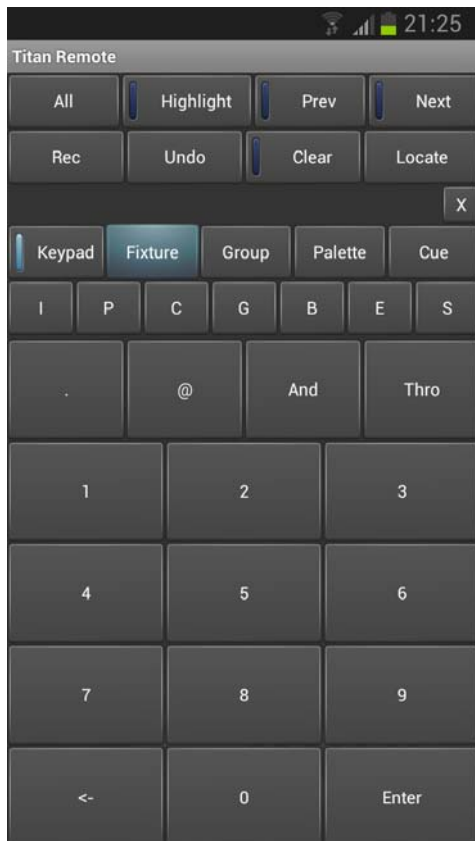 21:25
Titan Remote
All Highlight Prev Next
Rec Undo Clear Locate
X
Keypad Fixture Group Palette Cue
I P C G B E S
. @ And Thro
1 2 3
4 5 6
7 8 9
<- 0 Enter